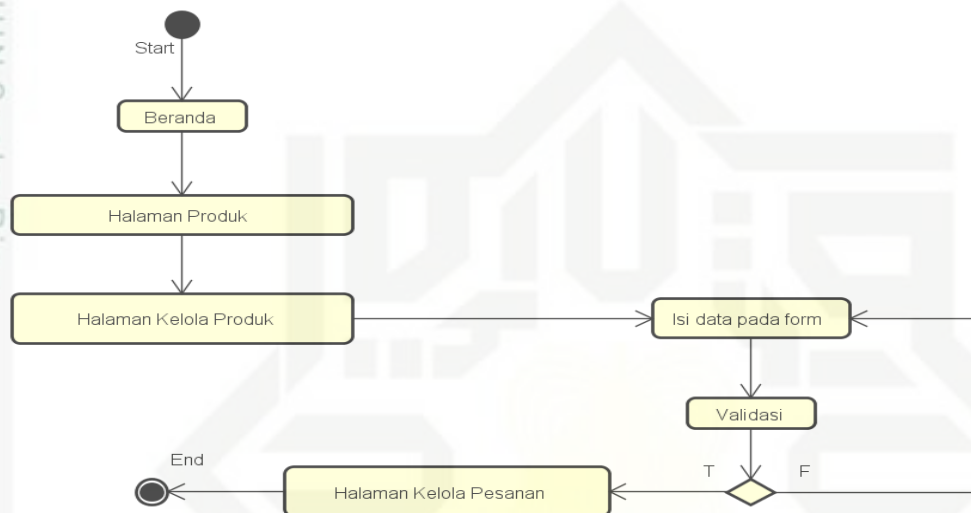 Start
Beranda
Halaman Produk
Halaman Kelola Produk
Isi data pada form
Validasi
T
F
End
Halaman Kelola Pesanan